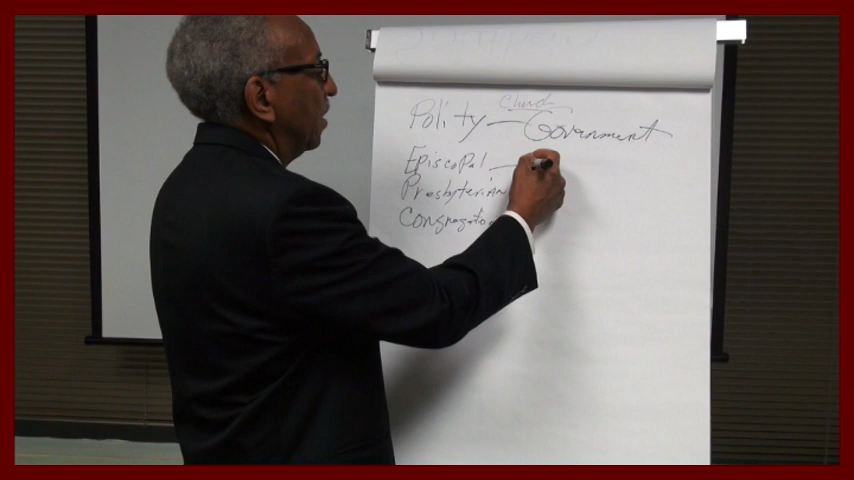 Church
Polity — Government
Episcopal —
Presbyterian
Congregatio